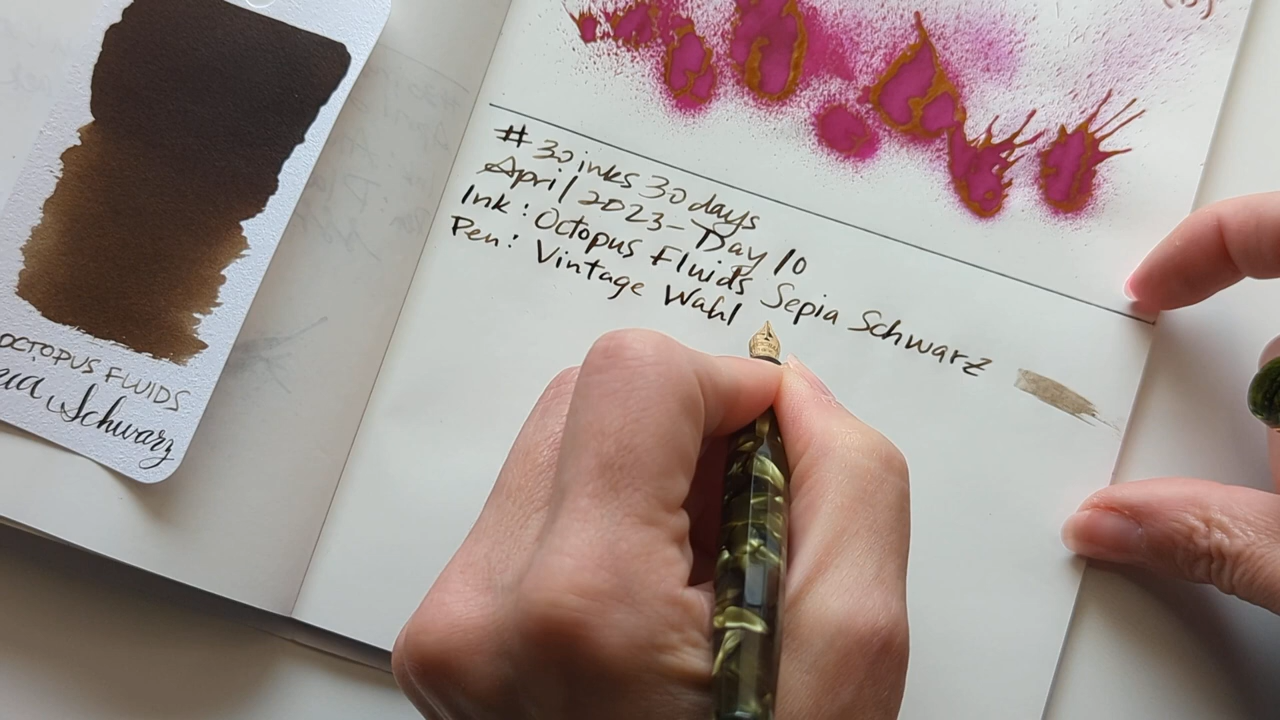 # 30 inks 30 days
April 2023 - Day 10
Ink: Octopus Fluids Sepia Schwarz
Pen: Vintage Wahl
OCTOPUS FLUIDS
Schwarz